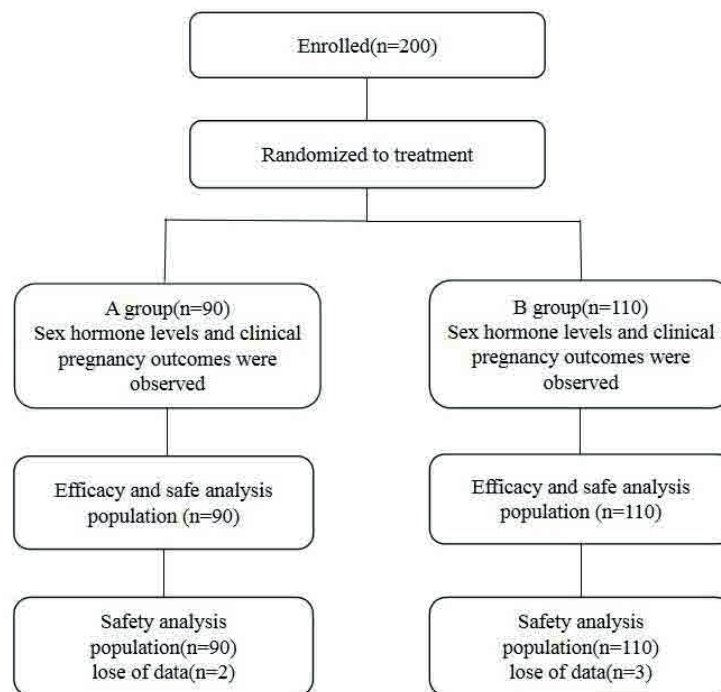 Enrolled(n=200)
Randomized to treatment
A group(n=90)
Sex hormone levels and clinical
pregnancy outcomes were
observed
B group(n=110)
Sex hormone levels and clinical
pregnancy outcomes were
observed
Efficacy and safe analysis
population (n=90)
Efficacy and safe analysis
population (n=110)
Safety analysis
population(n=90)
lose of data(n=2)
Safety analysis
population(n=110)
lose of data(n=3)